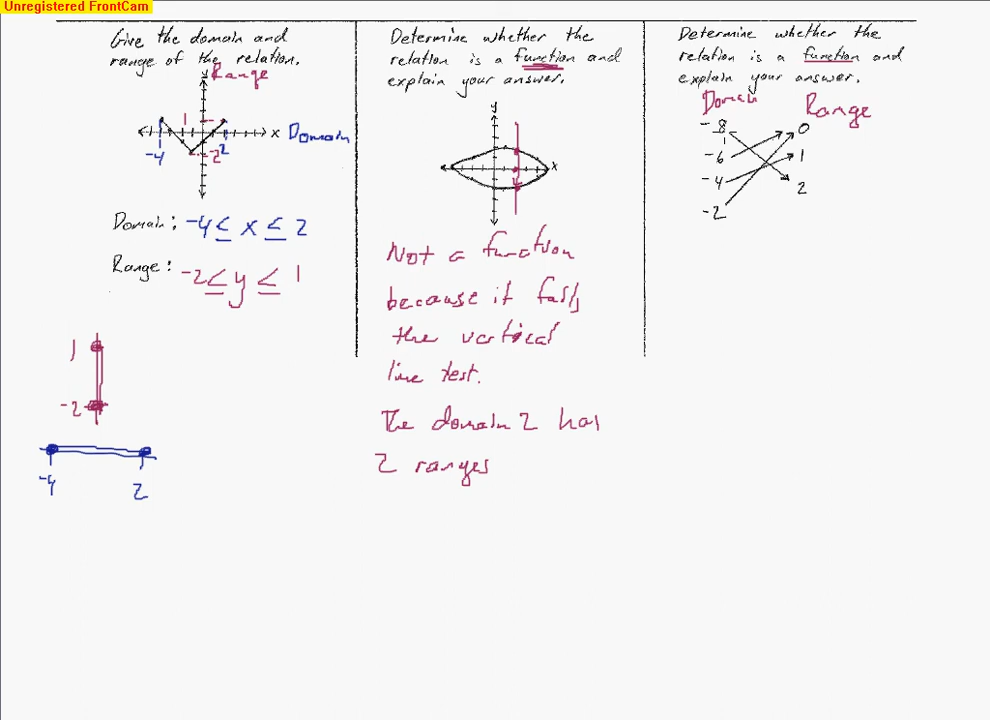 Unregistered FrontCam
Give the domain and
range of the relation.
y Range
1
x Domain
-4
-2
2
Domain: -4 ≤ x ≤ 2
Range: -2 ≤ y ≤ 1
1
-2
-4
2
Determine whether the
relation is a function and
explain your answer.
y
x
Not a function
because it fails
the vertical
line test.
The domain 2 has
2 ranges
Determine whether the
relation is a function and
explain your answer.
Domain Range
-8 0
-6 1
-4 2
-2